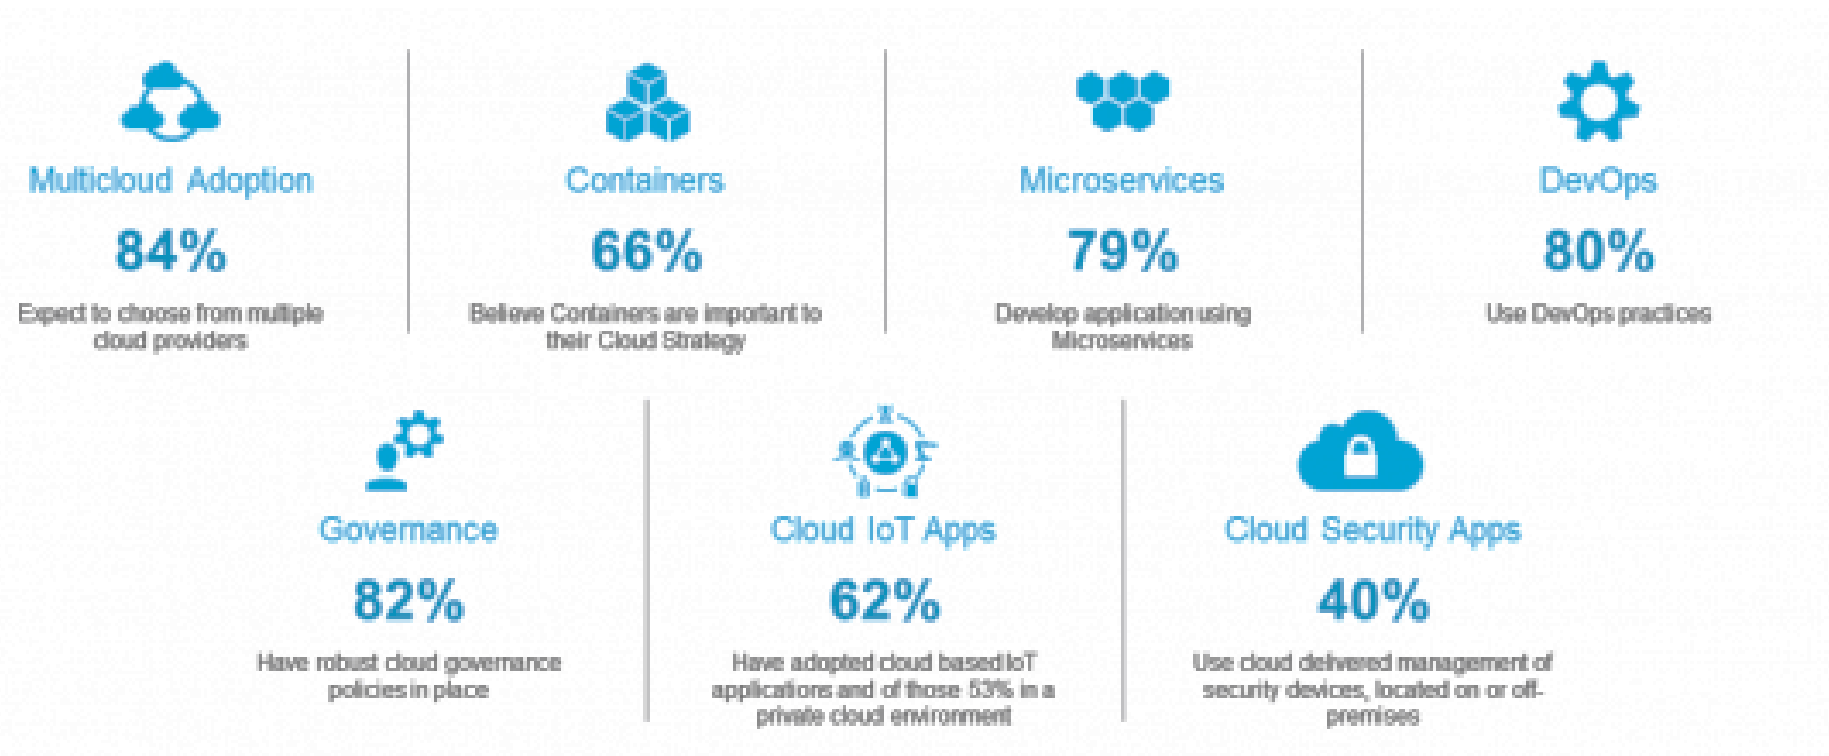 Multicloud Adoption
84%
Expect to choose from multiple
cloud providers
Containers
66%
Believe Containers are important to
their Cloud Strategy
Microservices
79%
Develop application using
Microservices
DevOps
80%
Use DevOps practices
Governance
82%
Have robust cloud governance
policies in place
Cloud IoT Apps
62%
Have adopted cloud based IoT
applications and of those 53% in a
private cloud environment
Cloud Security Apps
40%
Use cloud delivered management of
security devices, located on or off-
premises